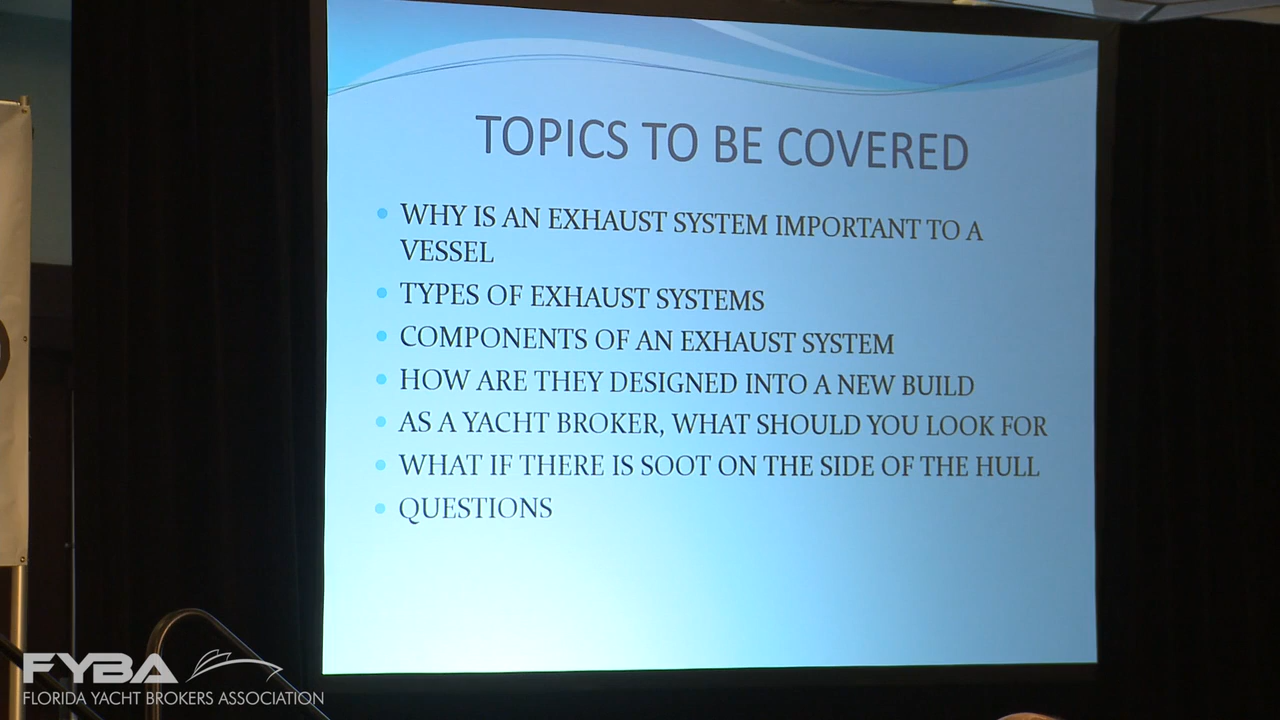 TOPICS TO BE COVERED
WHY IS AN EXHAUST SYSTEM IMPORTANT TO A
VESSEL
TYPES OF EXHAUST SYSTEMS
COMPONENTS OF AN EXHAUST SYSTEM
HOW ARE THEY DESIGNED INTO A NEW BUILD
AS A YACHT BROKER, WHAT SHOULD YOU LOOK FOR
WHAT IF THERE IS SOOT ON THE SIDE OF THE HULL
QUESTIONS
FYBA
FLORIDA YACHT BROKERS ASSOCIATION